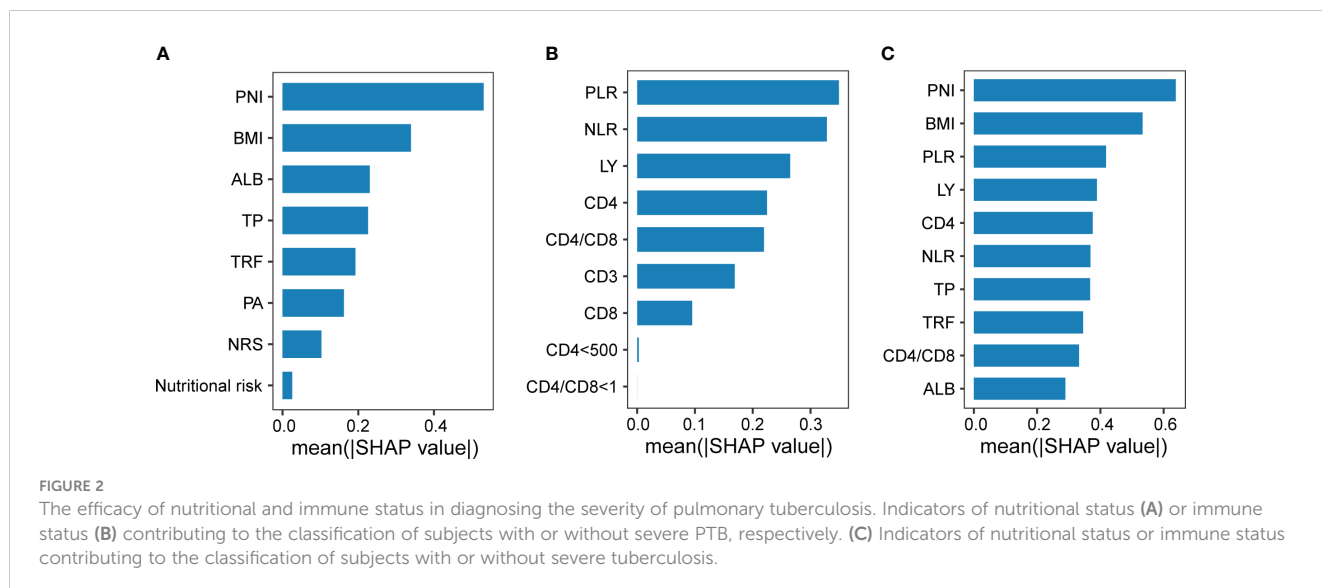 A
PNI
BMI
ALB
TP
TRF
PA
NRS
Nutritional risk
0.0 0.2 0.4
mean(|SHAP value|)
B
PLR
NLR
LY
CD4
CD4/CD8
CD3
CD8
CD4<500
CD4/CD8<1
0.0 0.1 0.2 0.3
mean(|SHAP value|)
C
PNI
BMI
PLR
LY
CD4
NLR
TP
TRF
CD4/CD8
ALB
0.0 0.2 0.4 0.6
mean(|SHAP value|)
FIGURE 2
The efficacy of nutritional and immune status in diagnosing the severity of pulmonary tuberculosis. Indicators of nutritional status (A) or immune
status (B) contributing to the classification of subjects with or without severe PTB, respectively. (C) Indicators of nutritional status or immune status
contributing to the classification of subjects with or without severe tuberculosis.